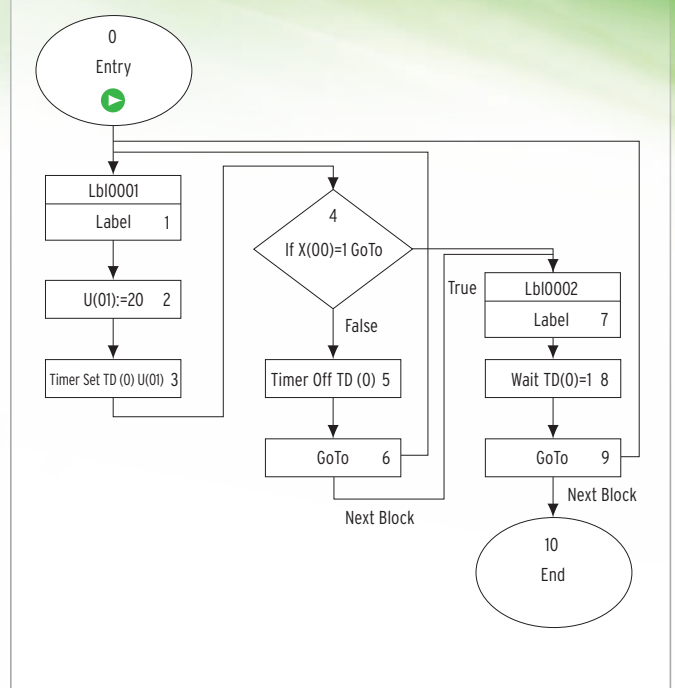 0
Entry
Lbl0001
Label 1
U(01):=20 2
Timer Set TD (0) U(01) 3
4
If X(00)=1 GoTo
False
Timer Off TD (0) 5
GoTo 6
Next Block
True
Lbl0002
Label 7
Wait TD(0)=1 8
GoTo 9
Next Block
10
End